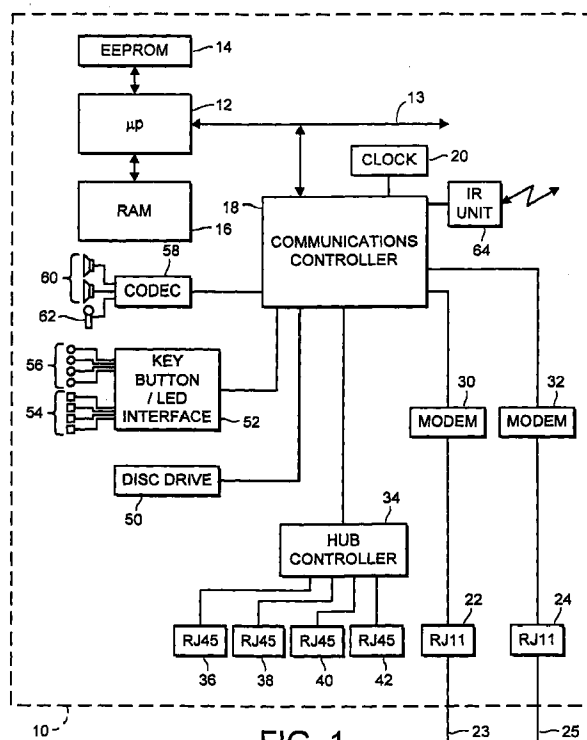 EEPROM 14
12
µp 13
CLOCK 20
RAM 18 IR UNIT
16 64
58 COMMUNICATIONS CONTROLLER
60 CODEC
62
56 KEY BUTTON / LED INTERFACE
54 52
30 32
MODEM MODEM
DISC DRIVE
50 34
HUB CONTROLLER
22 24
RJ45 RJ45 RJ45 RJ45 RJ11 RJ11
36 38 40 42
10 23 25
FIG. 1